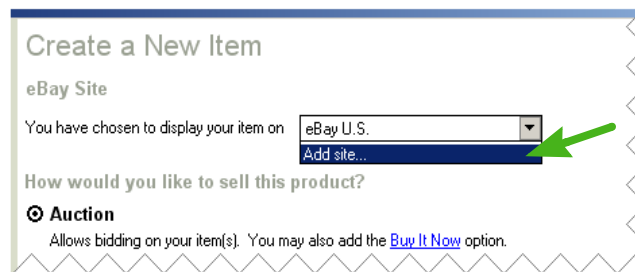 Create a New Item
eBay Site
You have chosen to display your item on eBay U.S.
Add site...
How would you like to sell this product?
Auction
Allows bidding on your item(s). You may also add the Buy It Now option.